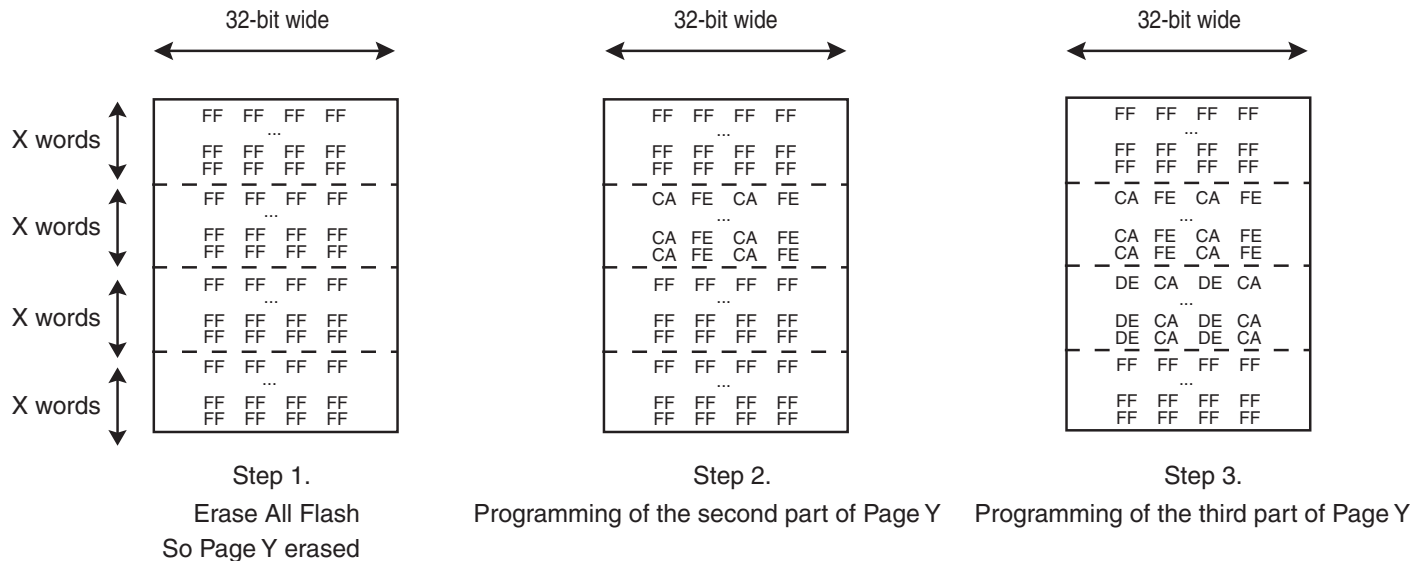 32-bit wide 32-bit wide 32-bit wide
X words FF FF FF FF FF FF FF FF FF FF FF FF
... ... ...
FF FF FF FF FF FF FF FF FF FF FF FF
FF FF FF FF FF FF FF FF FF FF FF FF
X words FF FF FF FF CA FE CA FE CA FE CA FE
... ... ...
FF FF FF FF CA FE CA FE CA FE CA FE
FF FF FF FF CA FE CA FE CA FE CA FE
X words FF FF FF FF FF FF FF FF DE CA DE CA
... ... ...
FF FF FF FF FF FF FF FF DE CA DE CA
FF FF FF FF FF FF FF FF DE CA DE CA
X words FF FF FF FF FF FF FF FF FF FF FF FF
... ... ...
FF FF FF FF FF FF FF FF FF FF FF FF
FF FF FF FF FF FF FF FF FF FF FF FF
Step 1. Step 2. Step 3.
Erase All Flash Programming of the second part of Page Y Programming of the third part of Page Y
So Page Y erased